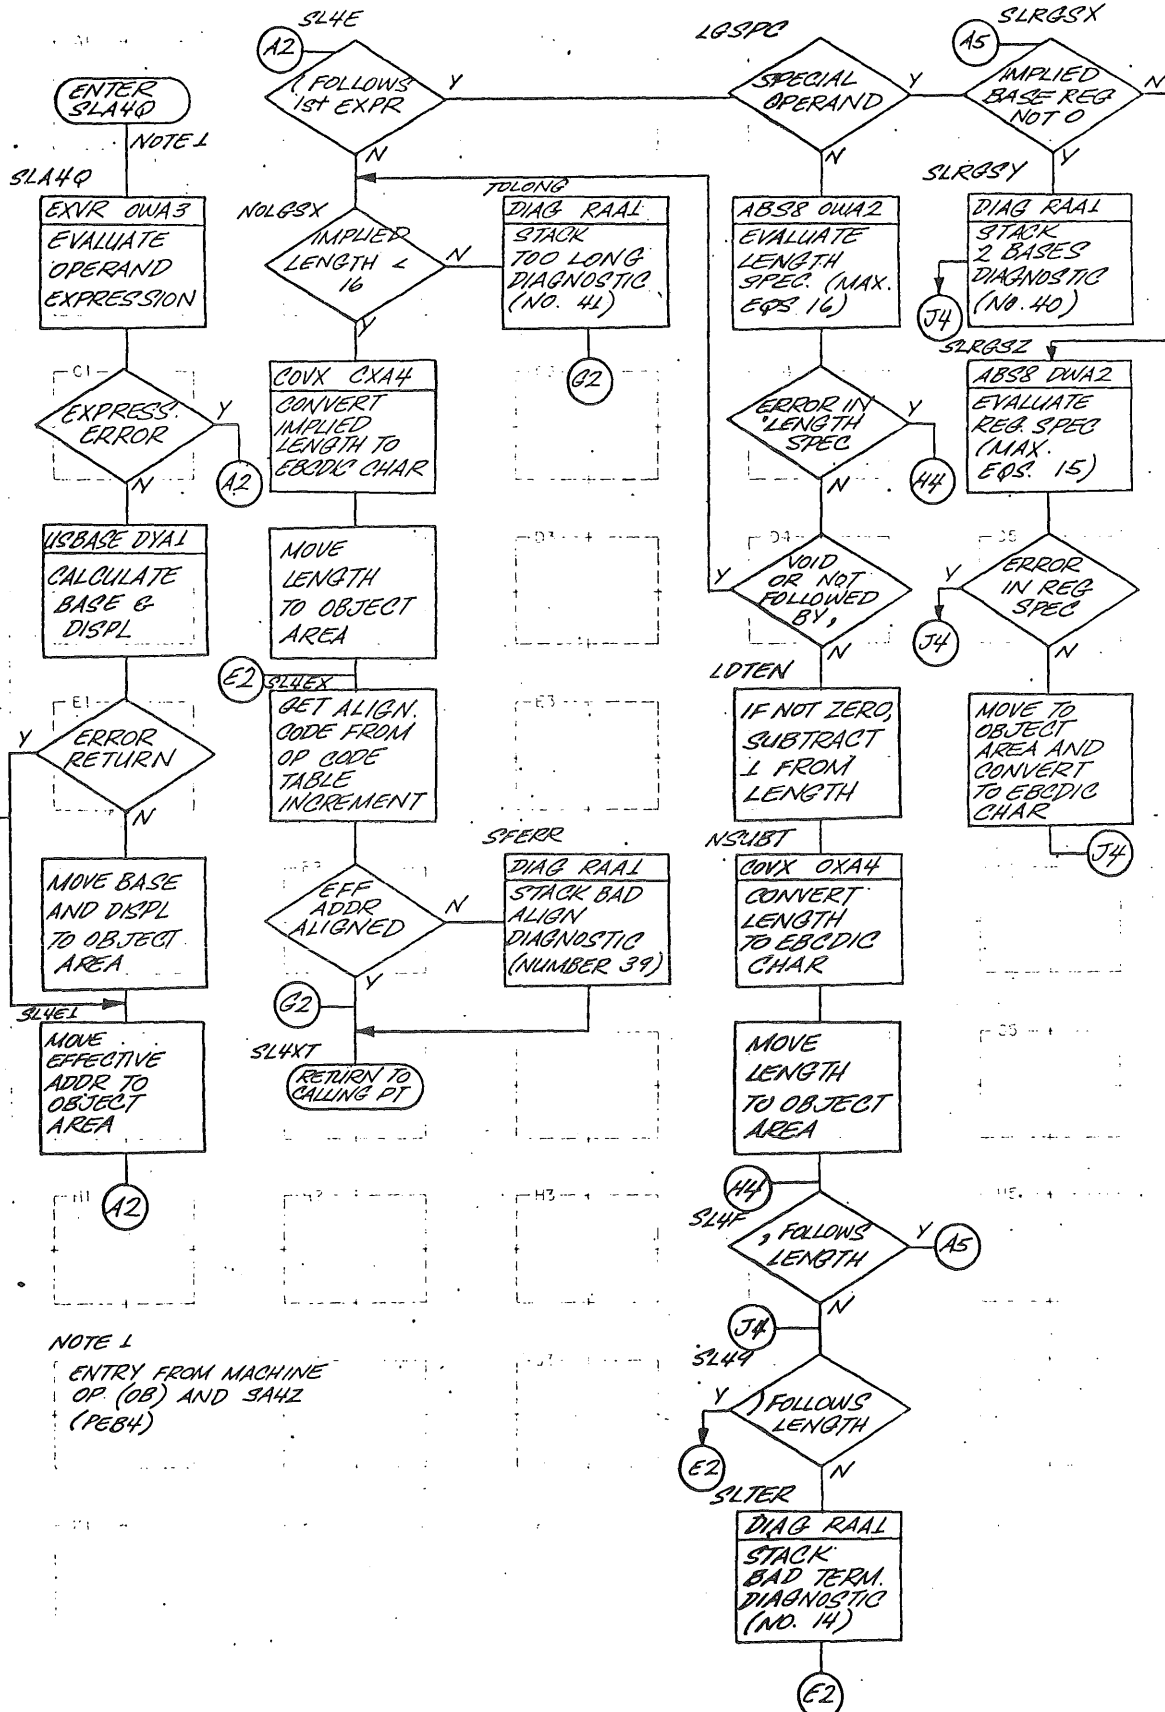 ENTER
SLA4Q
NOTE 1
SLA4Q
EXVR OWA3
EVALUATE
OPERAND
EXPRESSION
C1
EXPRESS.
ERROR
Y
A2
N
USBASE DYA1
CALCULATE
BASE &
DISPL
E1
ERROR
RETURN
Y
N
MOVE BASE
AND DISPL
TO OBJECT
AREA
SL4E1
MOVE
EFFECTIVE
ADDR TO
OBJECT
AREA
H1
A2
NOTE 1
ENTRY FROM MACHINE
OP. (OB) AND SA4Z
(PEB4)
SL4E
A2
( FOLLOWS
1st EXPR
Y
N
NOLGSX
IMPLIED
LENGTH <
16
N
Y
COVX CXA4
CONVERT
IMPLIED
LENGTH TO
EBCDC CHAR
MOVE
LENGTH
TO OBJECT
AREA
E2
SL4EX
GET ALIGN.
CODE FROM
OP CODE
TABLE
INCREMENT
EFF
ADDR
ALIGNED
N
Y
G2
SL4XT
RETURN TO
CALLING PT
TOLONG
DIAG RAA1
STACK
TOO LONG
DIAGNOSTIC
(NO. 41)
G2
D3
E3
SFERR
DIAG RAA1
STACK BAD
ALIGN
DIAGNOSTIC
(NUMBER 39)
H3
LGSPC
SPECIAL
OPERAND
Y
N
ABS8 OWA2
EVALUATE
LENGTH
SPEC. (MAX.
EQS. 16)
ERROR IN
LENGTH
SPEC
Y
H4
N
D4
VOID
OR NOT
FOLLOWED
BY,
Y
N
LDTEN
IF NOT ZERO,
SUBTRACT
1 FROM
LENGTH
NSUBT
COVX OXA4
CONVERT
LENGTH
TO EBCDIC
CHAR
MOVE
LENGTH
TO OBJECT
AREA
H4
SL4F
, FOLLOWS
LENGTH
Y
A5
N
J4
SL49
) FOLLOWS
LENGTH
Y
E2
N
SLTER
DIAG RAA1
STACK
BAD TERM.
DIAGNOSTIC
(NO. 14)
E2
SLRGSX
A5
IMPLIED
BASE REG
NOT 0
N
Y
SLRGSY
DIAG RAA1
STACK
2 BASES
DIAGNOSTIC
(NO. 40)
J4
SLRGSZ
ABS8 DWA2
EVALUATE
REG. SPEC
(MAX.
EQS. 15)
ERROR
IN REG
SPEC
Y
J4
N
MOVE TO
OBJECT
AREA AND
CONVERT
TO EBCDIC
CHAR
J4